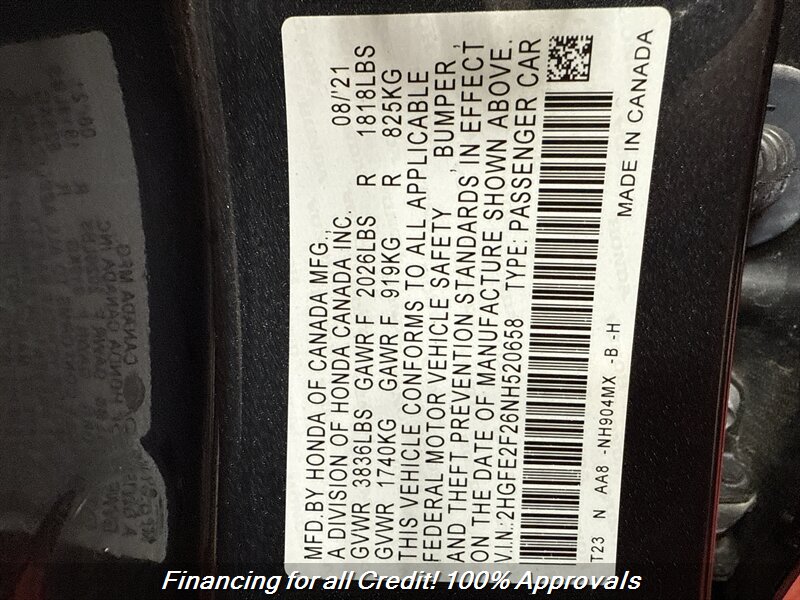 MFD.BY HONDA OF CANADA MFG.,
A DIVISION OF HONDA CANADA INC. 08/'21
GVWR 3836LBS GAWR F 2026LBS R 1818LBS
GVWR 1740KG GAWR F 919KG R 825KG
THIS VEHICLE CONFORMS TO ALL APPLICABLE
FEDERAL MOTOR VEHICLE SAFETY , BUMPER ,
AND THEFT PREVENTION STANDARDS IN EFFECT
ON THE DATE OF MANUFACTURE SHOWN ABOVE.
V.I.N.:2HGFE2F26NH520658 TYPE: PASSENGER CAR
T23 N AA8 -NH904MX -B -H
MADE IN CANADA
Financing for all Credit! 100% Approvals